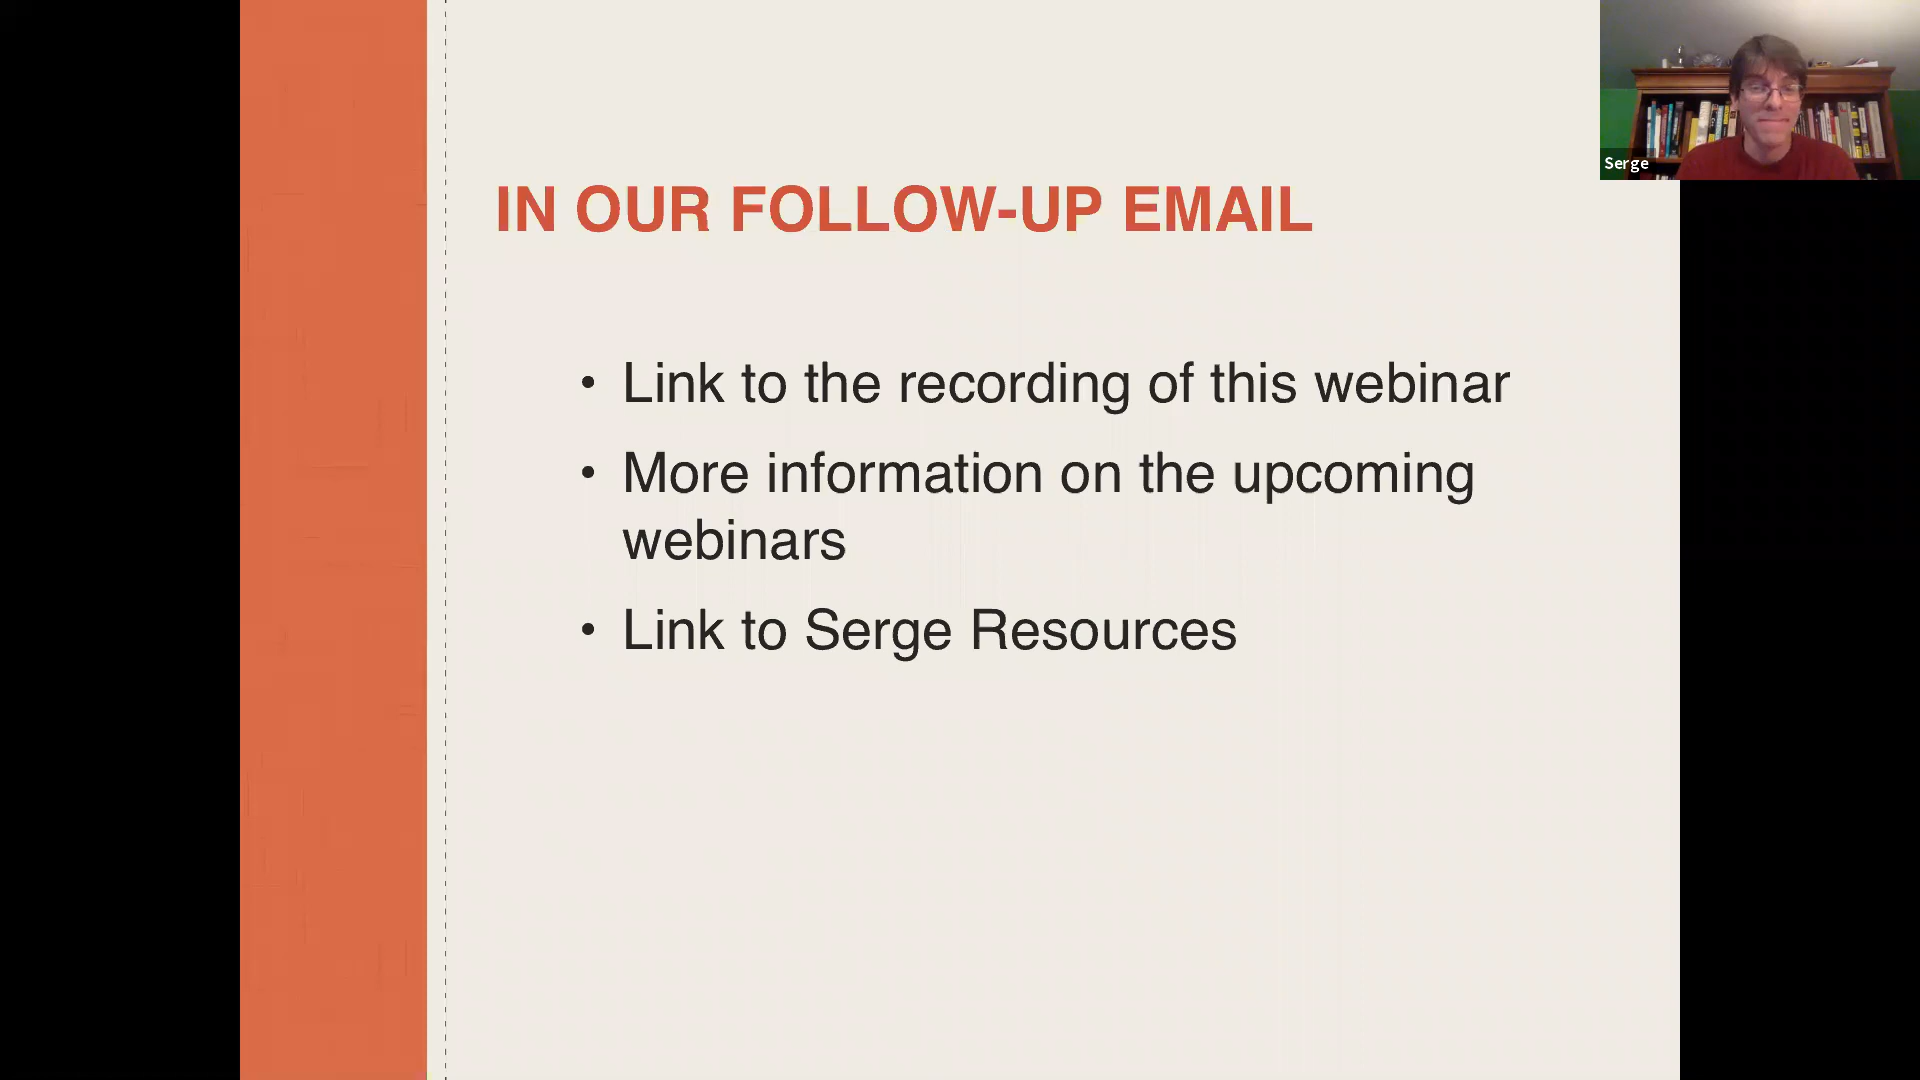 IN OUR FOLLOW-UP EMAIL
• Link to the recording of this webinar
• More information on the upcoming
webinars
• Link to Serge Resources
Serge